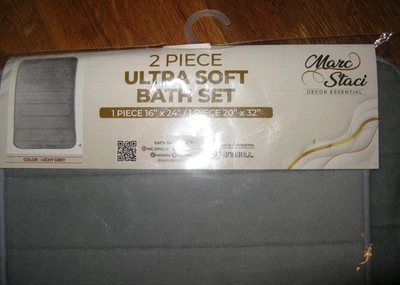 2 PIECE
ULTRA SOFT
BATH SET
1 PIECE 16" x 24" / 1 PIECE 20" x 32"
Marc
Staci
DECOR ESSENTIAL
COLOR : LIGHT GREY
Let's